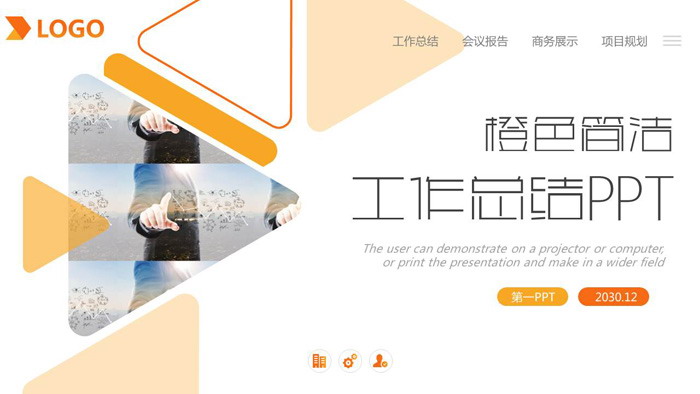 LOGO
工作总结 会议报告 商务展示 项目规划
橙色简洁
工作总结PPT
The user can demonstrate on a projector or computer,
or print the presentation and make in a wider field
第一PPT 2030.12